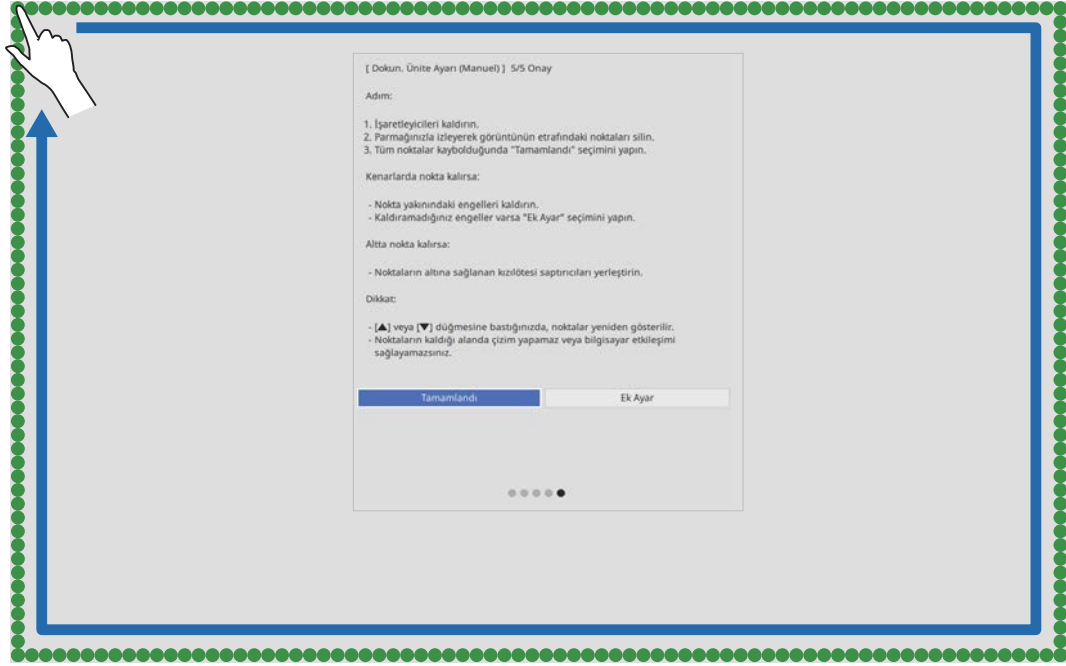 [ Dokun. Ünite Ayarı (Manuel) ]  5/5 Onay
Adım:
1. İşaretleyicileri kaldırın.
2. Parmağınızla izleyerek görüntünün etrafındaki noktaları silin.
3. Tüm noktalar kaybolduğunda "Tamamlandı" seçimini yapın.
Kenarlarda nokta kalırsa:
- Nokta yakınındaki engelleri kaldırın.
- Kaldıramadığınız engeller varsa "Ek Ayar" seçimini yapın.
Altta nokta kalırsa:
- Noktaların altına sağlanan kızılötesi saptırıcıları yerleştirin.
Dikkat:
- [▲] veya [▼] düğmesine bastığınızda, noktalar yeniden gösterilir.
- Noktaların kaldığı alanda çizim yapamaz veya bilgisayar etkileşimi
sağlayamazsınız.
Tamamlandı
Ek Ayar